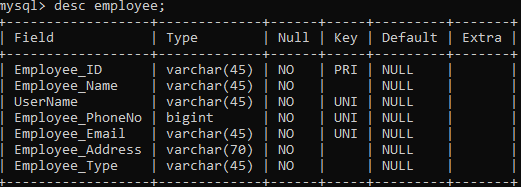 mysql> desc employee;
+------------------+-------------+------+-----+---------+-------+
| Field            | Type        | Null | Key | Default | Extra |
+------------------+-------------+------+-----+---------+-------+
| Employee_ID      | varchar(45) | NO   | PRI | NULL    |       |
| Employee_Name    | varchar(45) | NO   |     | NULL    |       |
| UserName         | varchar(45) | NO   | UNI | NULL    |       |
| Employee_PhoneNo | bigint      | NO   | UNI | NULL    |       |
| Employee_Email   | varchar(45) | NO   | UNI | NULL    |       |
| Employee_Address | varchar(70) | NO   |     | NULL    |       |
| Employee_Type    | varchar(45) | NO   |     | NULL    |       |
+------------------+-------------+------+-----+---------+-------+